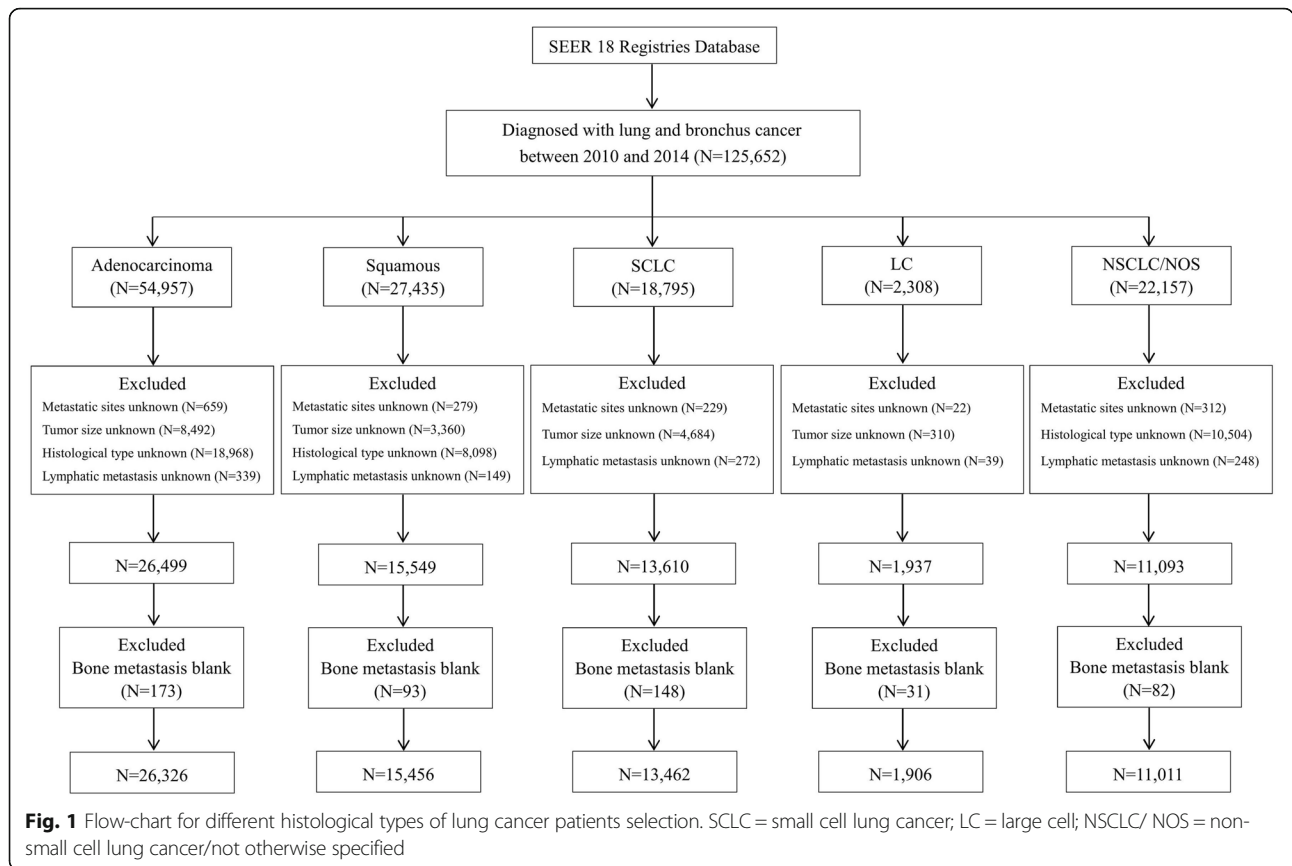 SEER 18 Registries Database
Diagnosed with lung and bronchus cancer
between 2010 and 2014 (N=125,652)
Adenocarcinoma
(N=54,957)
Squamous
(N=27,435)
SCLC
(N=18,795)
LC
(N=2,308)
NSCLC/NOS
(N=22,157)
Excluded
Metastatic sites unknown (N=659)
Tumor size unknown (N=8,492)
Histological type unknown (N=18,968)
Lymphatic metastasis unknown (N=339)
Excluded
Metastatic sites unknown (N=279)
Tumor size unknown (N=3,360)
Histological type unknown (N=8,098)
Lymphatic metastasis unknown (N=149)
Excluded
Metastatic sites unknown (N=229)
Tumor size unknown (N=4,684)
Lymphatic metastasis unknown (N=272)
Excluded
Metastatic sites unknown (N=22)
Tumor size unknown (N=310)
Lymphatic metastasis unknown (N=39)
Excluded
Metastatic sites unknown (N=312)
Histological type unknown (N=10,504)
Lymphatic metastasis unknown (N=248)
N=26,499
N=15,549
N=13,610
N=1,937
N=11,093
Excluded
Bone metastasis blank
(N=173)
Excluded
Bone metastasis blank
(N=93)
Excluded
Bone metastasis blank
(N=148)
Excluded
Bone metastasis blank
(N=31)
Excluded
Bone metastasis blank
(N=82)
N=26,326
N=15,456
N=13,462
N=1,906
N=11,011
Fig. 1 Flow-chart for different histological types of lung cancer patients selection. SCLC = small cell lung cancer; LC = large cell; NSCLC/ NOS = non-
small cell lung cancer/not otherwise specified